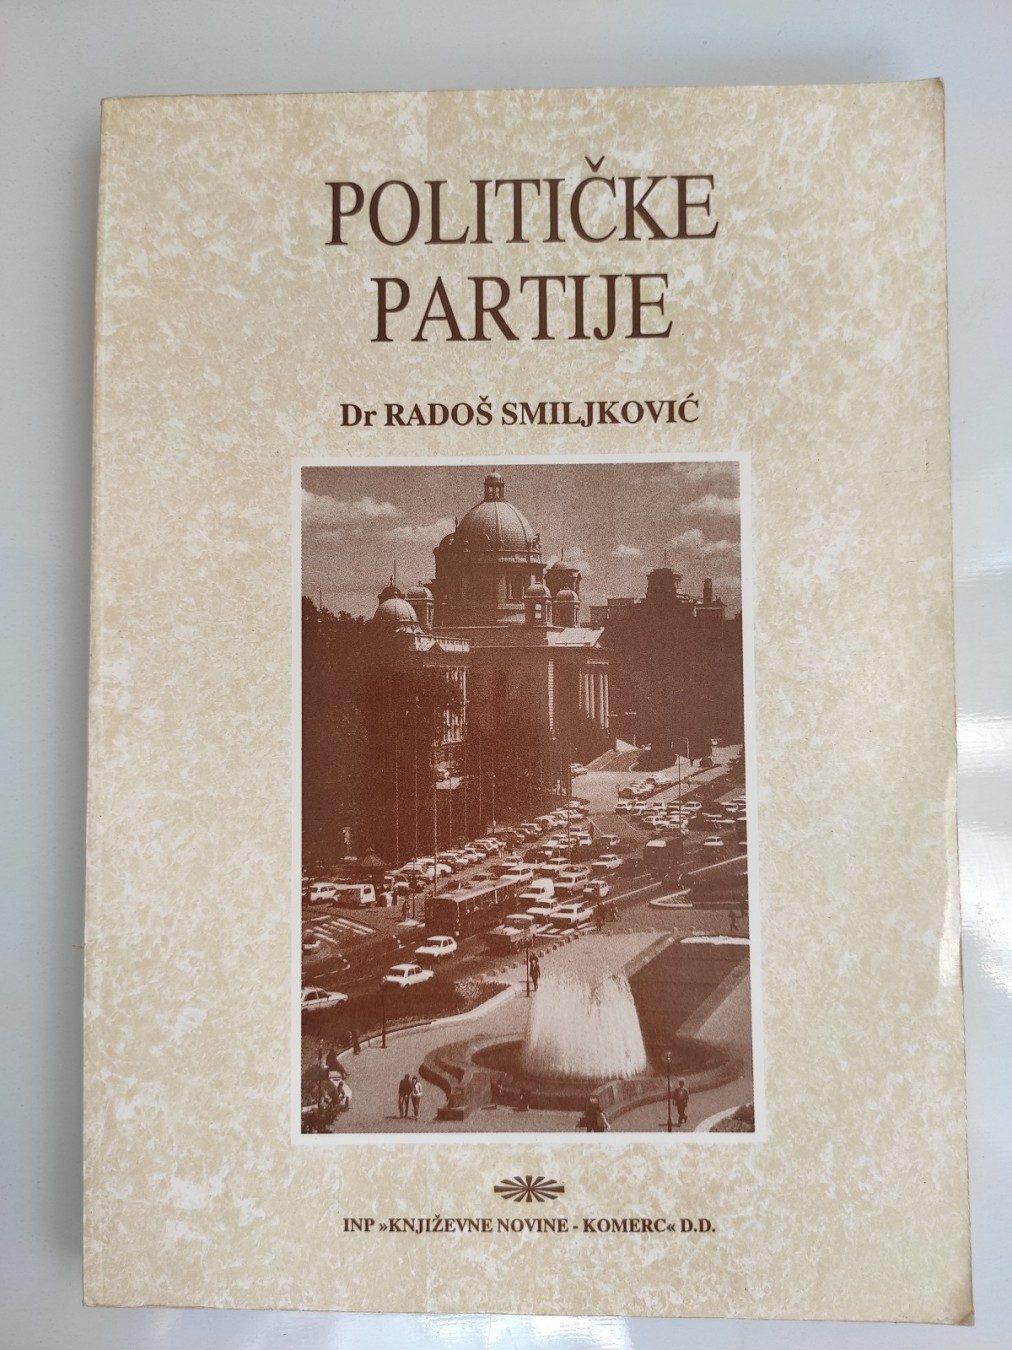 POLITIČKE
PARTIJE
Dr RADOŠ SMILJKOVIĆ
INP »KNJIŽEVNE NOVINE - KOMERC« D.D.